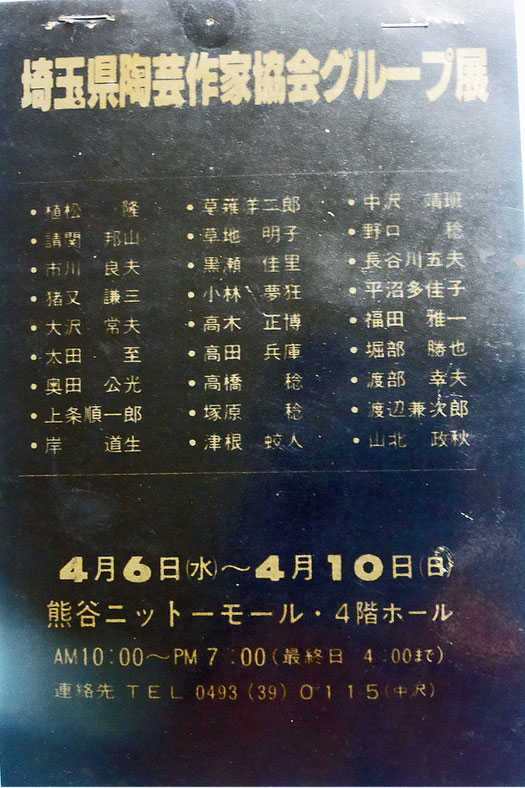 埼玉県陶芸作家協会グループ展
・植松　隆
・請関 邦山
・市川 良夫
・猪又 謙三
・大沢 常夫
・太田　至
・奥田 公光
・上条順一郎
・岸　道生
・草薙羊二郎
・草地 明子
・黒瀬 佳里
・小林 夢狂
・高木 正博
・高田 兵庫
・高橋　稔
・塚原　稔
・津根 蛟人
・中沢 靖班
・野口　稔
・長谷川五夫
・平沼多佳子
・福田 雅一
・堀部 勝也
・渡部 幸夫
・渡辺兼次郎
・山北 政秋
4月6日(水)〜4月10日(日)
熊谷ニットーモール・4階ホール
AM10:00〜PM7:00(最終日 4:00まで)
連絡先 TEL 0493(39)0115(中沢)